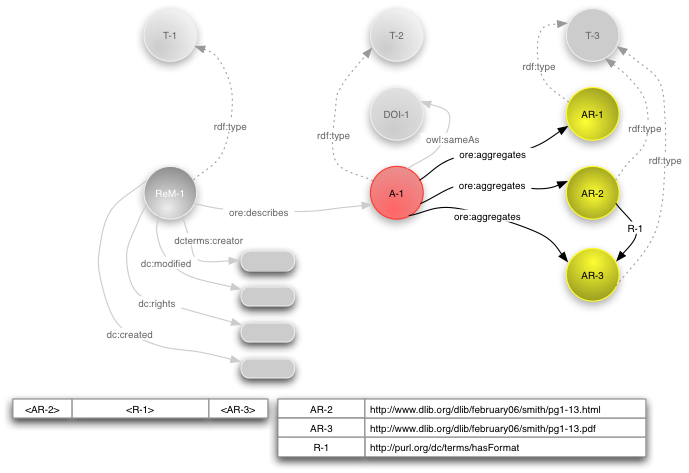 T-1
T-2
T-3
rdf:type
DOI-1
AR-1
rdf:type
rdf:type
owl:sameAs
rdf:type
ore:aggregates
rdf:type
ReM-1
A-1
ore:aggregates
AR-2
ore:describes
ore:aggregates
R-1
dcterms:creator
dc:modified
AR-3
dc:rights
dc:created
<AR-2> <R-1> <AR-3>
AR-2 http://www.dlib.org/dlib/february06/smith/pg1-13.html
AR-3 http://www.dlib.org/dlib/february06/smith/pg1-13.pdf
R-1 http://purl.org/dc/terms/hasFormat